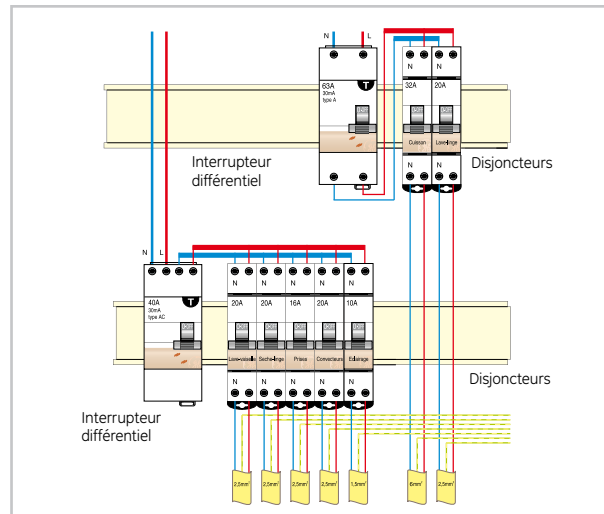 N L
63A
30mA
type A
T
N N
32A 20A
Cuisson Lave-linge
Interrupteur
différentiel
Disjoncteurs
N N
N L
40A
30mA
type AC
T
N N N N N
20A 20A 16A 20A 10A
Lave-vaisselle Sèche-linge Prises Convecteurs Eclairage
Disjoncteurs
N N N N N
Interrupteur
différentiel
2,5mm² 2,5mm² 2,5mm² 2,5mm² 1,5mm² 6mm² 2,5mm²